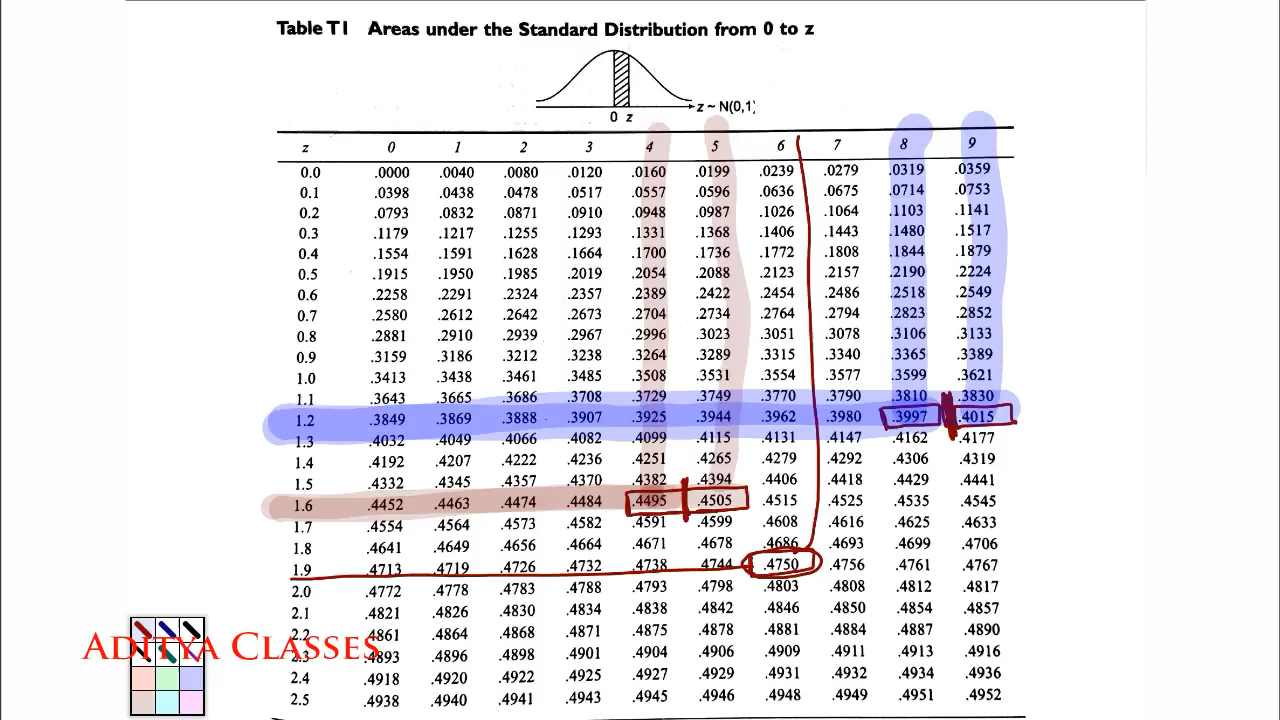 Table T1 Areas under the Standard Distribution from 0 to z
z ~ N(0,1)
0 z
z 0 1 2 3 4 5 6 7 8 9
0.0 .0000 .0040 .0080 .0120 .0160 .0199 .0239 .0279 .0319 .0359
0.1 .0398 .0438 .0478 .0517 .0557 .0596 .0636 .0675 .0714 .0753
0.2 .0793 .0832 .0871 .0910 .0948 .0987 .1026 .1064 .1103 .1141
0.3 .1179 .1217 .1255 .1293 .1331 .1368 .1406 .1443 .1480 .1517
0.4 .1554 .1591 .1628 .1664 .1700 .1736 .1772 .1808 .1844 .1879
0.5 .1915 .1950 .1985 .2019 .2054 .2088 .2123 .2157 .2190 .2224
0.6 .2258 .2291 .2324 .2357 .2389 .2422 .2454 .2486 .2518 .2549
0.7 .2580 .2612 .2642 .2673 .2704 .2734 .2764 .2794 .2823 .2852
0.8 .2881 .2910 .2939 .2967 .2996 .3023 .3051 .3078 .3106 .3133
0.9 .3159 .3186 .3212 .3238 .3264 .3289 .3315 .3340 .3365 .3389
1.0 .3413 .3438 .3461 .3485 .3508 .3531 .3554 .3577 .3599 .3621
1.1 .3643 .3665 .3686 .3708 .3729 .3749 .3770 .3790 .3810 .3830
1.2 .3849 .3869 .3888 .3907 .3925 .3944 .3962 .3980 .3997 .4015
1.3 .4032 .4049 .4066 .4082 .4099 .4115 .4131 .4147 .4162 .4177
1.4 .4192 .4207 .4222 .4236 .4251 .4265 .4279 .4292 .4306 .4319
1.5 .4332 .4345 .4357 .4370 .4382 .4394 .4406 .4418 .4429 .4441
1.6 .4452 .4463 .4474 .4484 .4495 .4505 .4515 .4525 .4535 .4545
1.7 .4554 .4564 .4573 .4582 .4591 .4599 .4608 .4616 .4625 .4633
1.8 .4641 .4649 .4656 .4664 .4671 .4678 .4686 .4693 .4699 .4706
1.9 .4713 .4719 .4726 .4732 .4738 .4744 .4750 .4756 .4761 .4767
2.0 .4772 .4778 .4783 .4788 .4793 .4798 .4803 .4808 .4812 .4817
2.1 .4821 .4826 .4830 .4834 .4838 .4842 .4846 .4850 .4854 .4857
2.2 .4861 .4864 .4868 .4871 .4875 .4878 .4881 .4884 .4887 .4890
ADITYA CLASSES
2.3 .4893 .4896 .4898 .4901 .4904 .4906 .4909 .4911 .4913 .4916
2.4 .4918 .4920 .4922 .4925 .4927 .4929 .4931 .4932 .4934 .4936
2.5 .4938 .4940 .4941 .4943 .4945 .4946 .4948 .4949 .4951 .4952